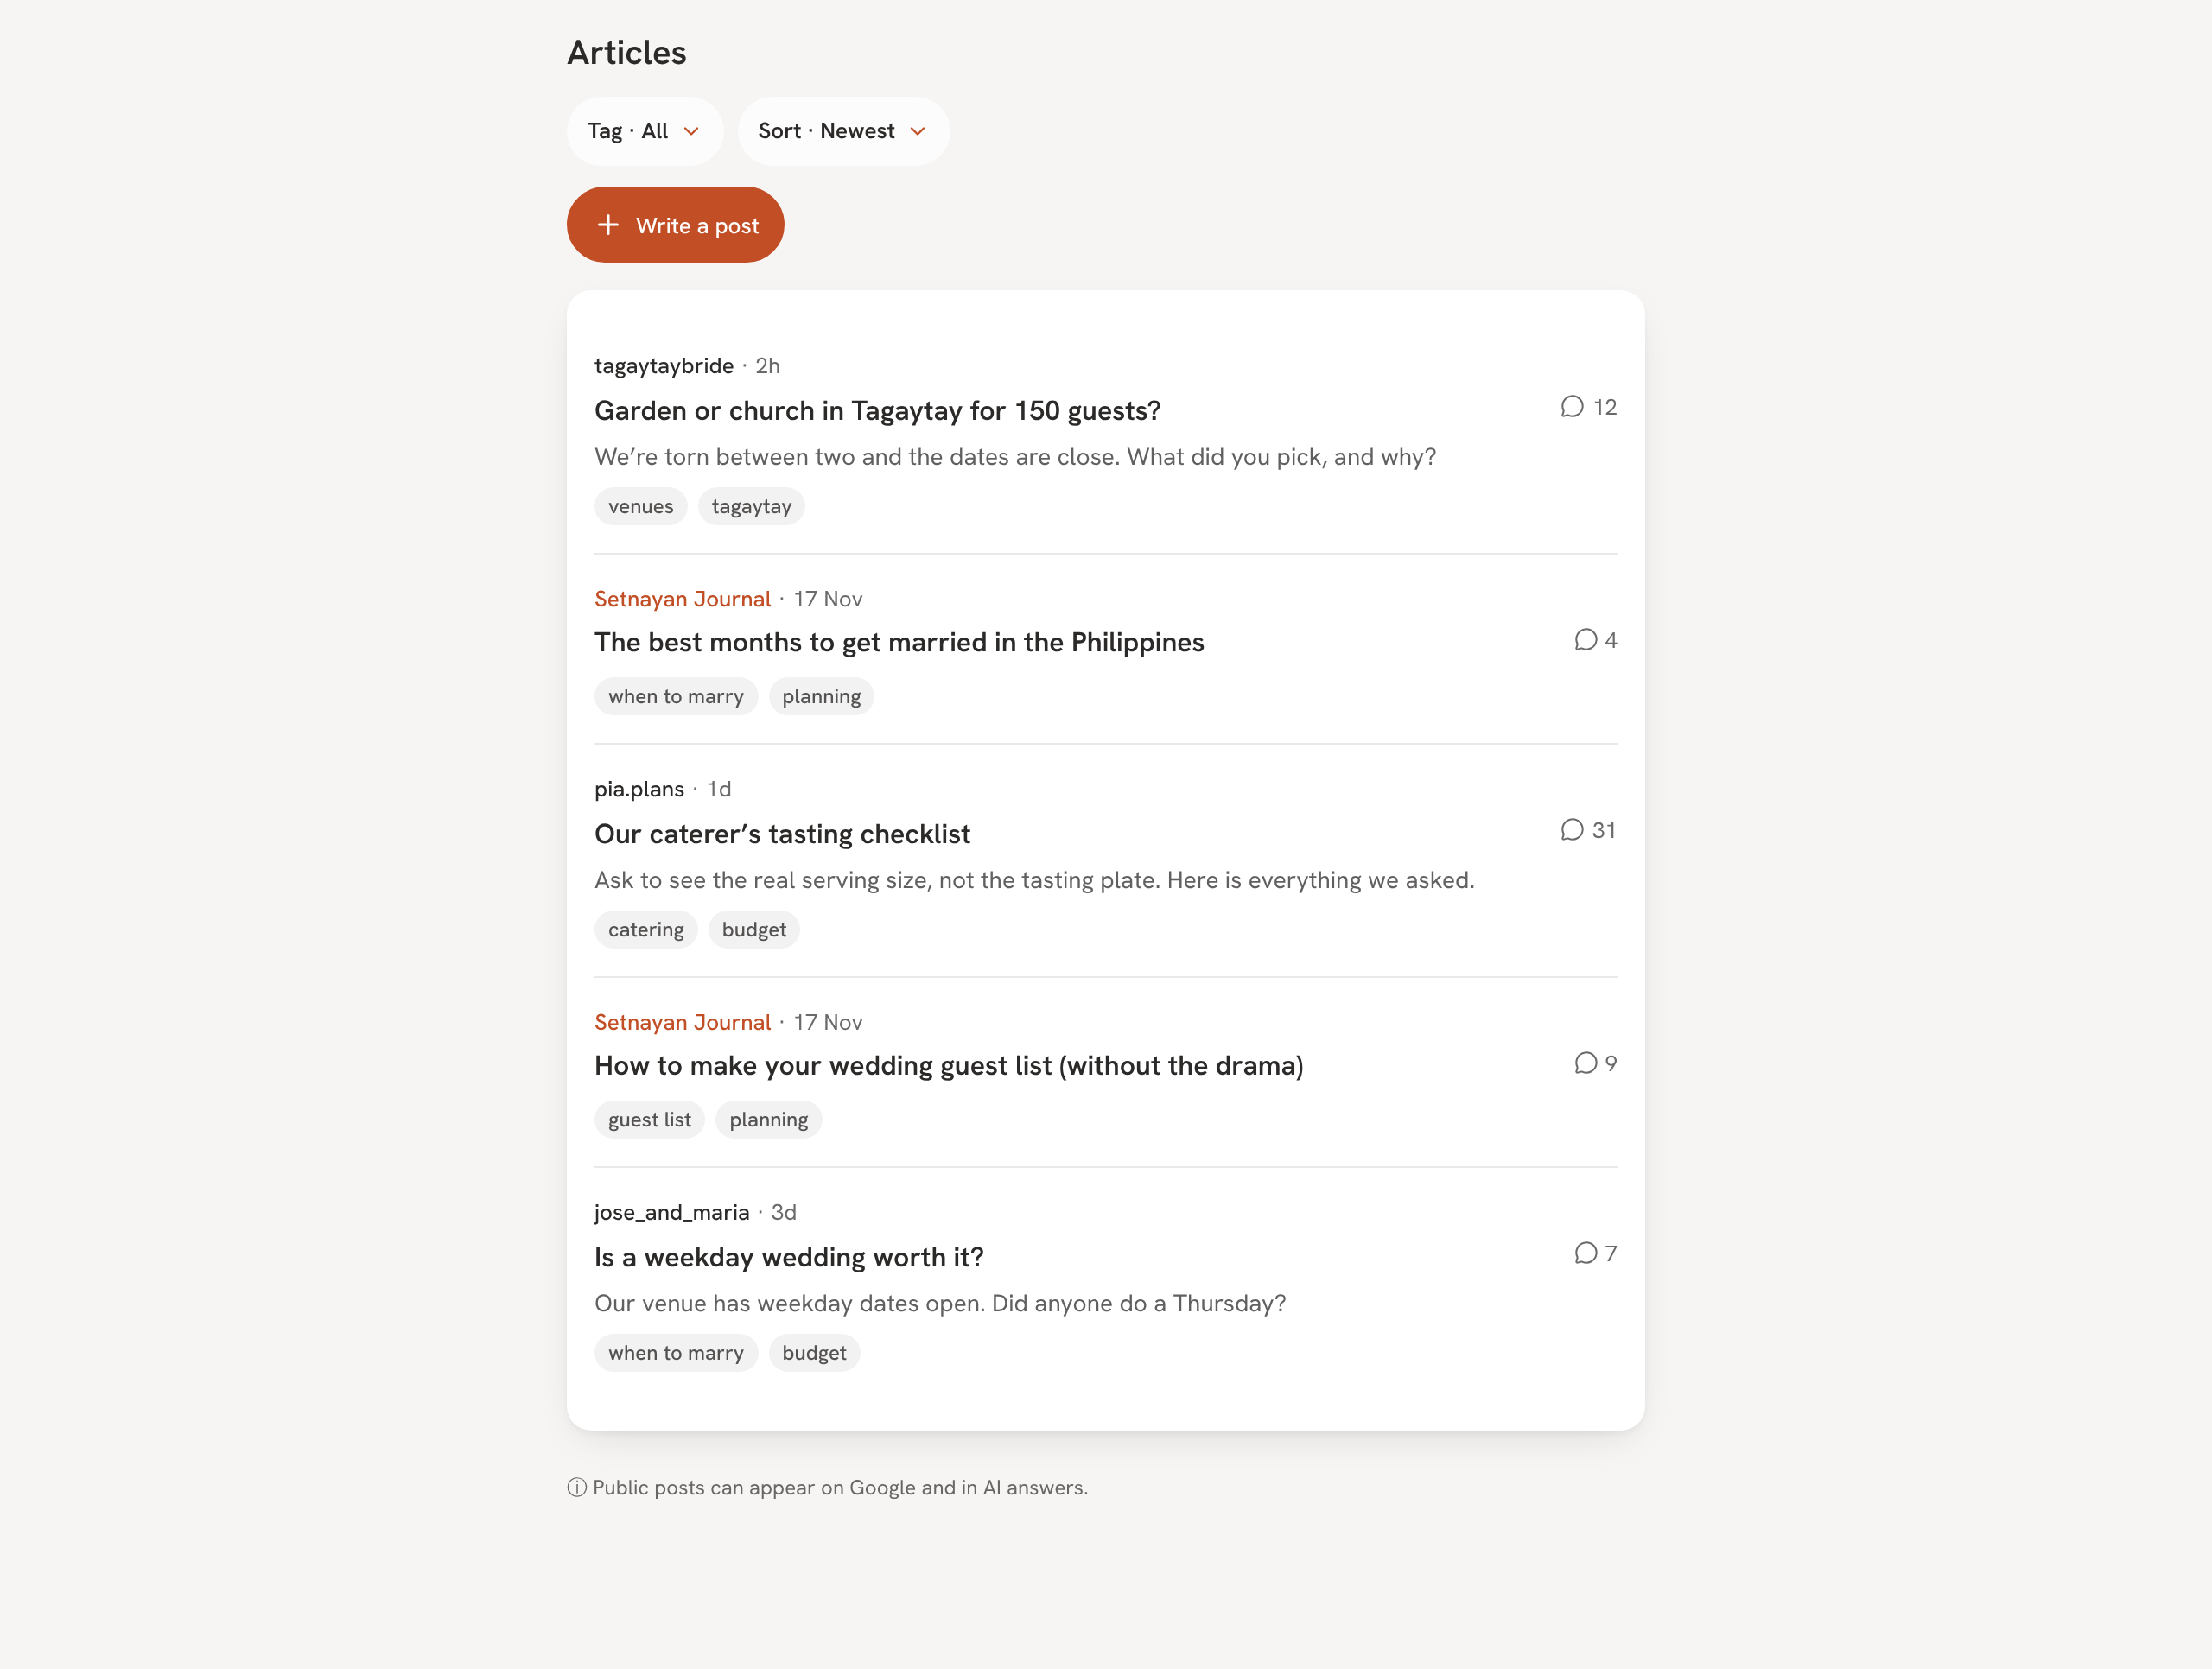 Articles
Tag · All
Sort · Newest
Write a post
tagaytaybride · 2h
Garden or church in Tagaytay for 150 guests?
12
We’re torn between two and the dates are close. What did you pick, and why?
venues tagaytay
Setnayan Journal · 17 Nov
The best months to get married in the Philippines
4
when to marry planning
pia.plans · 1d
Our caterer’s tasting checklist
31
Ask to see the real serving size, not the tasting plate. Here is everything we asked.
catering budget
Setnayan Journal · 17 Nov
How to make your wedding guest list (without the drama)
9
guest list planning
jose_and_maria · 3d
Is a weekday wedding worth it?
7
Our venue has weekday dates open. Did anyone do a Thursday?
when to marry budget
ⓘ Public posts can appear on Google and in AI answers.